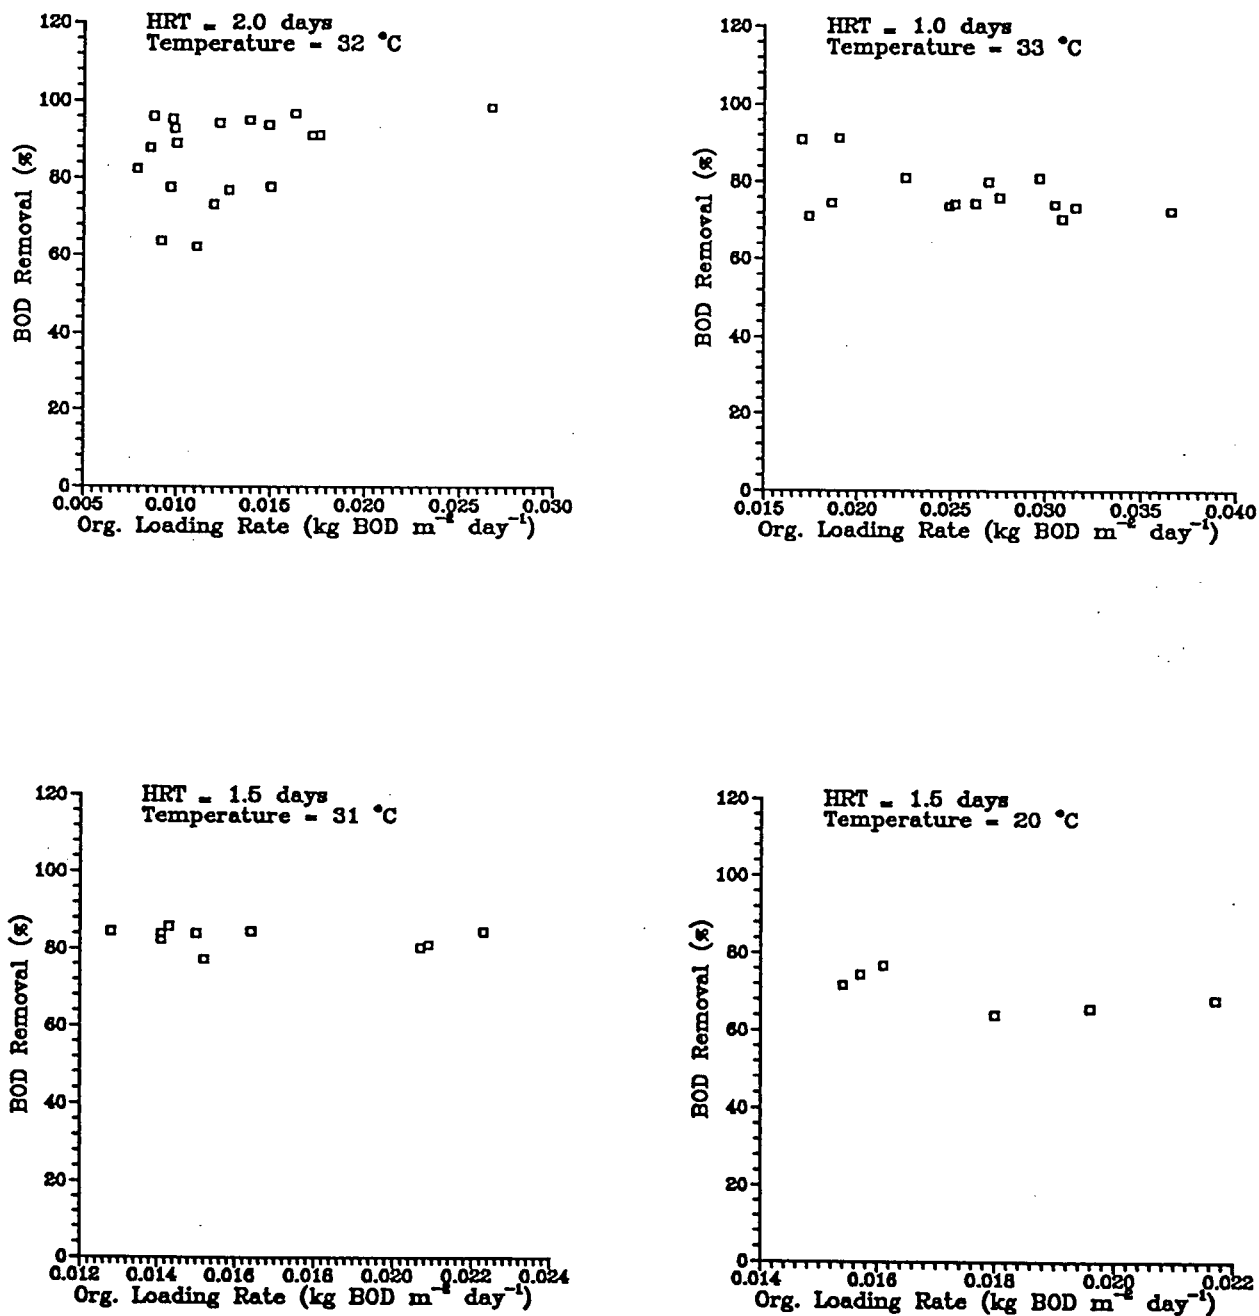 HRT = 2.0 days
Temperature = 32 °C
120
100
80
60
40
20
0
BOD Removal (%)
0.005 0.010 0.015 0.020 0.025 0.030
Org. Loading Rate (kg BOD m⁻² day⁻¹)
HRT = 1.0 days
Temperature = 33 °C
120
100
80
60
40
20
0
BOD Removal (%)
0.015 0.020 0.025 0.030 0.035 0.040
Org. Loading Rate (kg BOD m⁻² day⁻¹)
HRT = 1.5 days
Temperature = 31 °C
120
100
80
60
40
20
0
BOD Removal (%)
0.012 0.014 0.016 0.018 0.020 0.022 0.024
Org. Loading Rate (kg BOD m⁻² day⁻¹)
HRT = 1.5 days
Temperature = 20 °C
120
100
80
60
40
20
0
BOD Removal (%)
0.014 0.016 0.018 0.020 0.022
Org. Loading Rate (kg BOD m⁻² day⁻¹)